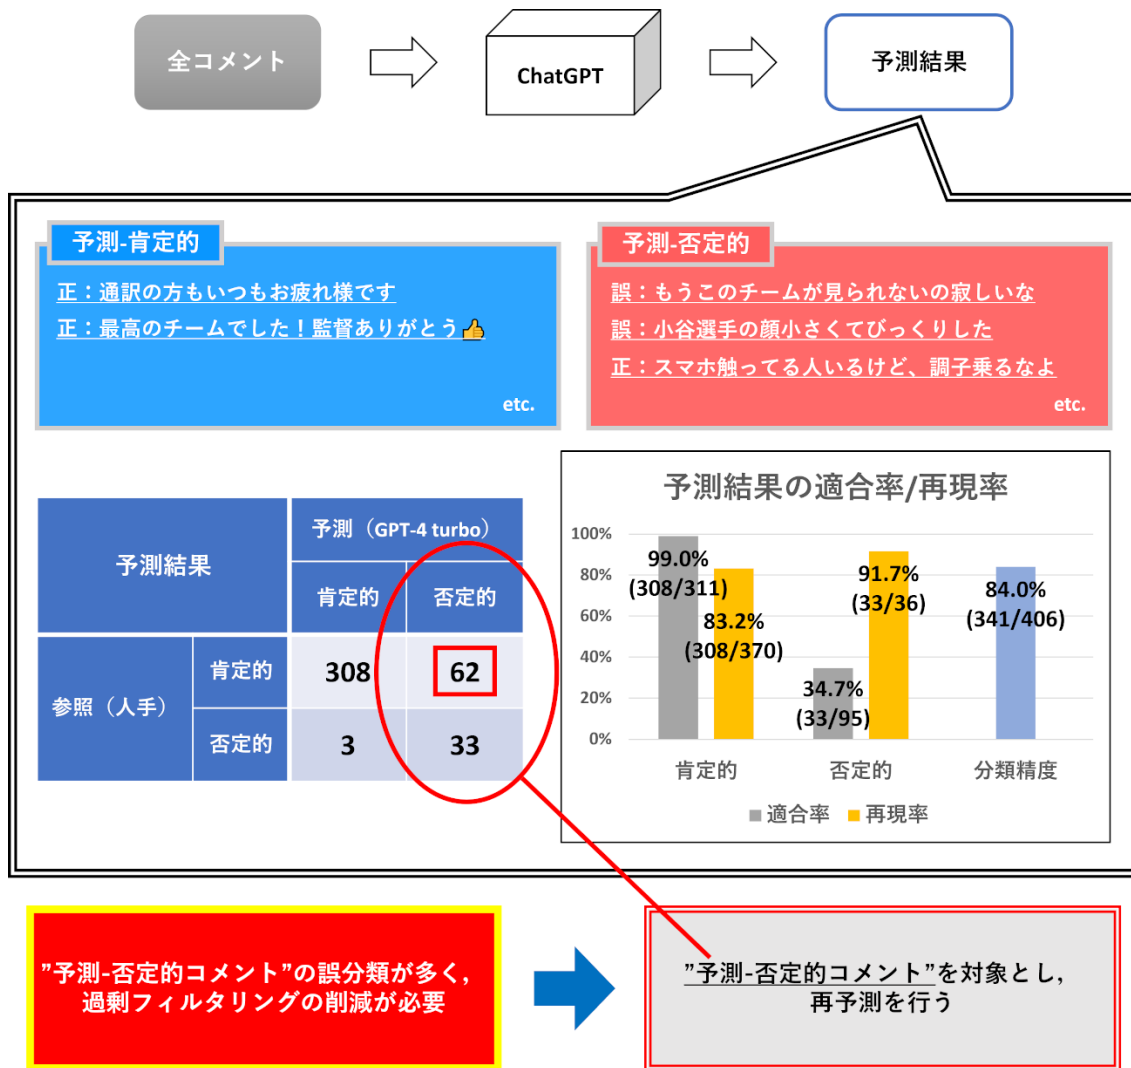 全コメント
ChatGPT
予測結果
予測-肯定的
正：通訳の方もいつもお疲れ様です
正：最高のチームでした！監督ありがとう👍
etc.
予測-否定的
誤：もうこのチームが見られないの寂しいな
誤：小谷選手の顔小さくてびっくりした
正：スマホ触ってる人いるけど、調子乗るなよ
etc.
予測結果
予測（GPT-4 turbo）
肯定的
否定的
参照（人手）
肯定的
308
62
否定的
3
33
予測結果の適合率/再現率
100%
80%
60%
40%
20%
0%
99.0%
(308/311)
83.2%
(308/370)
34.7%
(33/95)
91.7%
(33/36)
84.0%
(341/406)
肯定的
否定的
分類精度
適合率
再現率
”予測-否定的コメント”の誤分類が多く,
過剰フィルタリングの削減が必要
”予測-否定的コメント”を対象とし,
再予測を行う